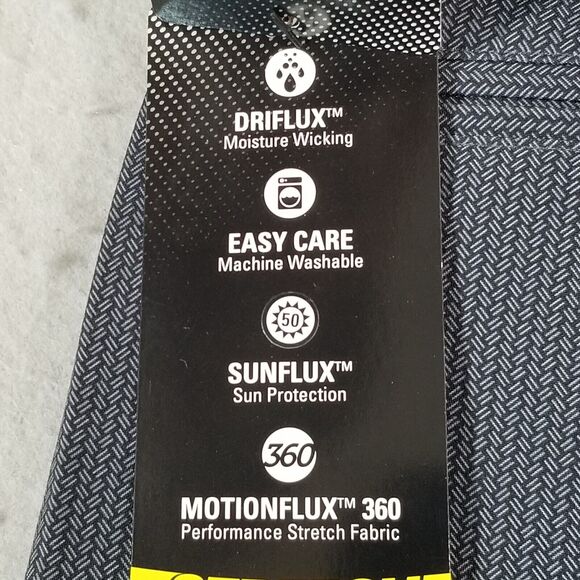 DRIFLUX™
Moisture Wicking
EASY CARE
Machine Washable
50
SUNFLUX™
Sun Protection
360
MOTIONFLUX™ 360
Performance Stretch Fabric